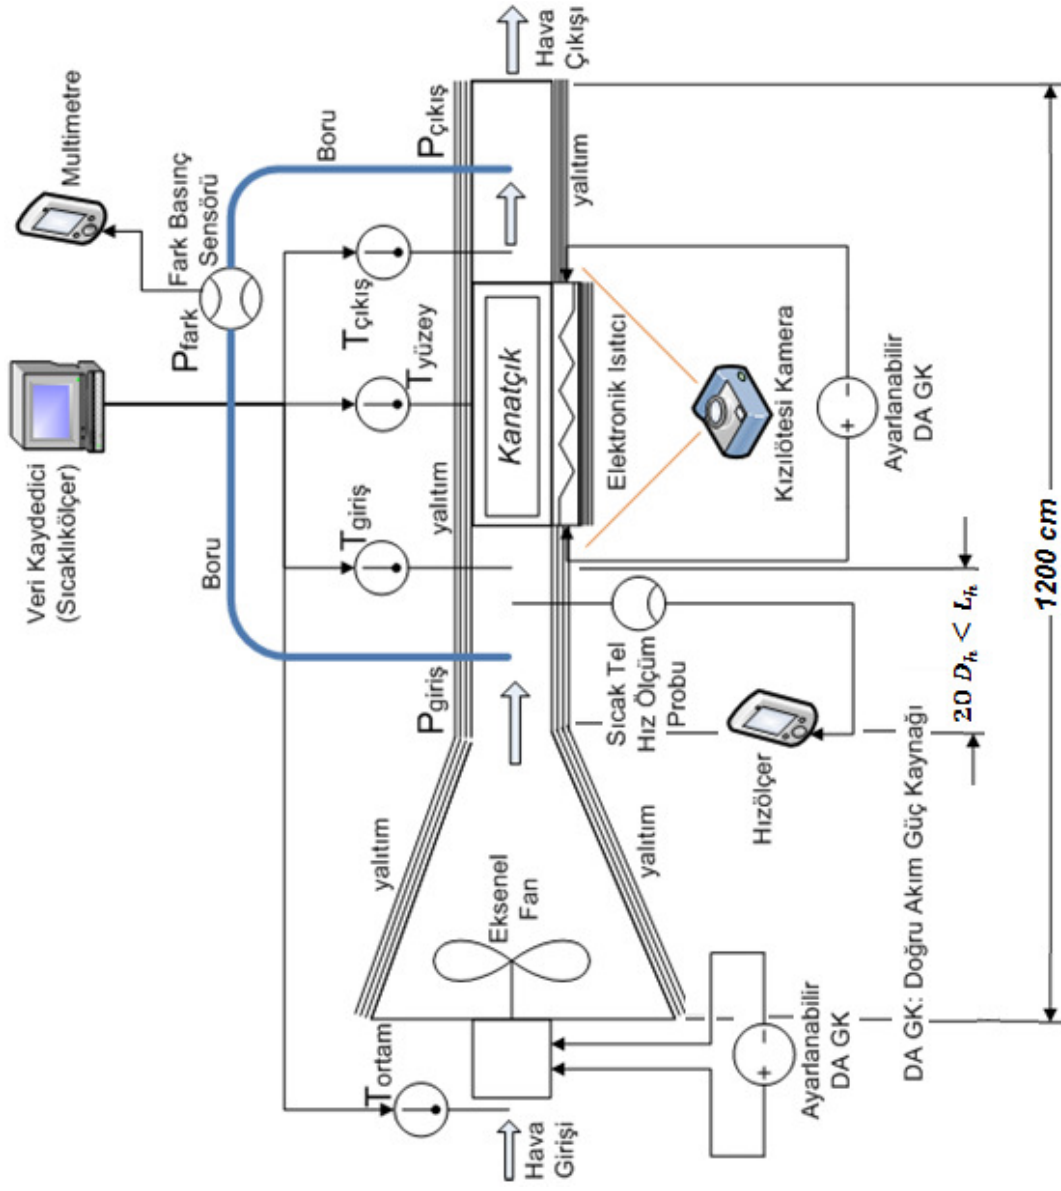 Veri Kaydedici
(Sıcaklıkölçer)
Multimetre
Fark Basınç
Sensörü
Pfark
Boru
Boru
Tortam
Tgiriş
Tyüzey
Tçıkış
Pgiriş
Pçıkış
yalıtım
yalıtım
Hava
Girişi
Eksenel
Fan
Kanatçık
Hava
Çıkışı
yalıtım
yalıtım
Elektronik Isıtıcı
Sıcak Tel
Hız Ölçüm
Probu
Hızölçer
Kızılötesi Kamera
Ayarlanabilir
DA GK
+ −
Ayarlanabilir
DA GK
+ −
DA GK: Doğru Akım Güç Kaynağı
20 Dh < Lh
1200 cm